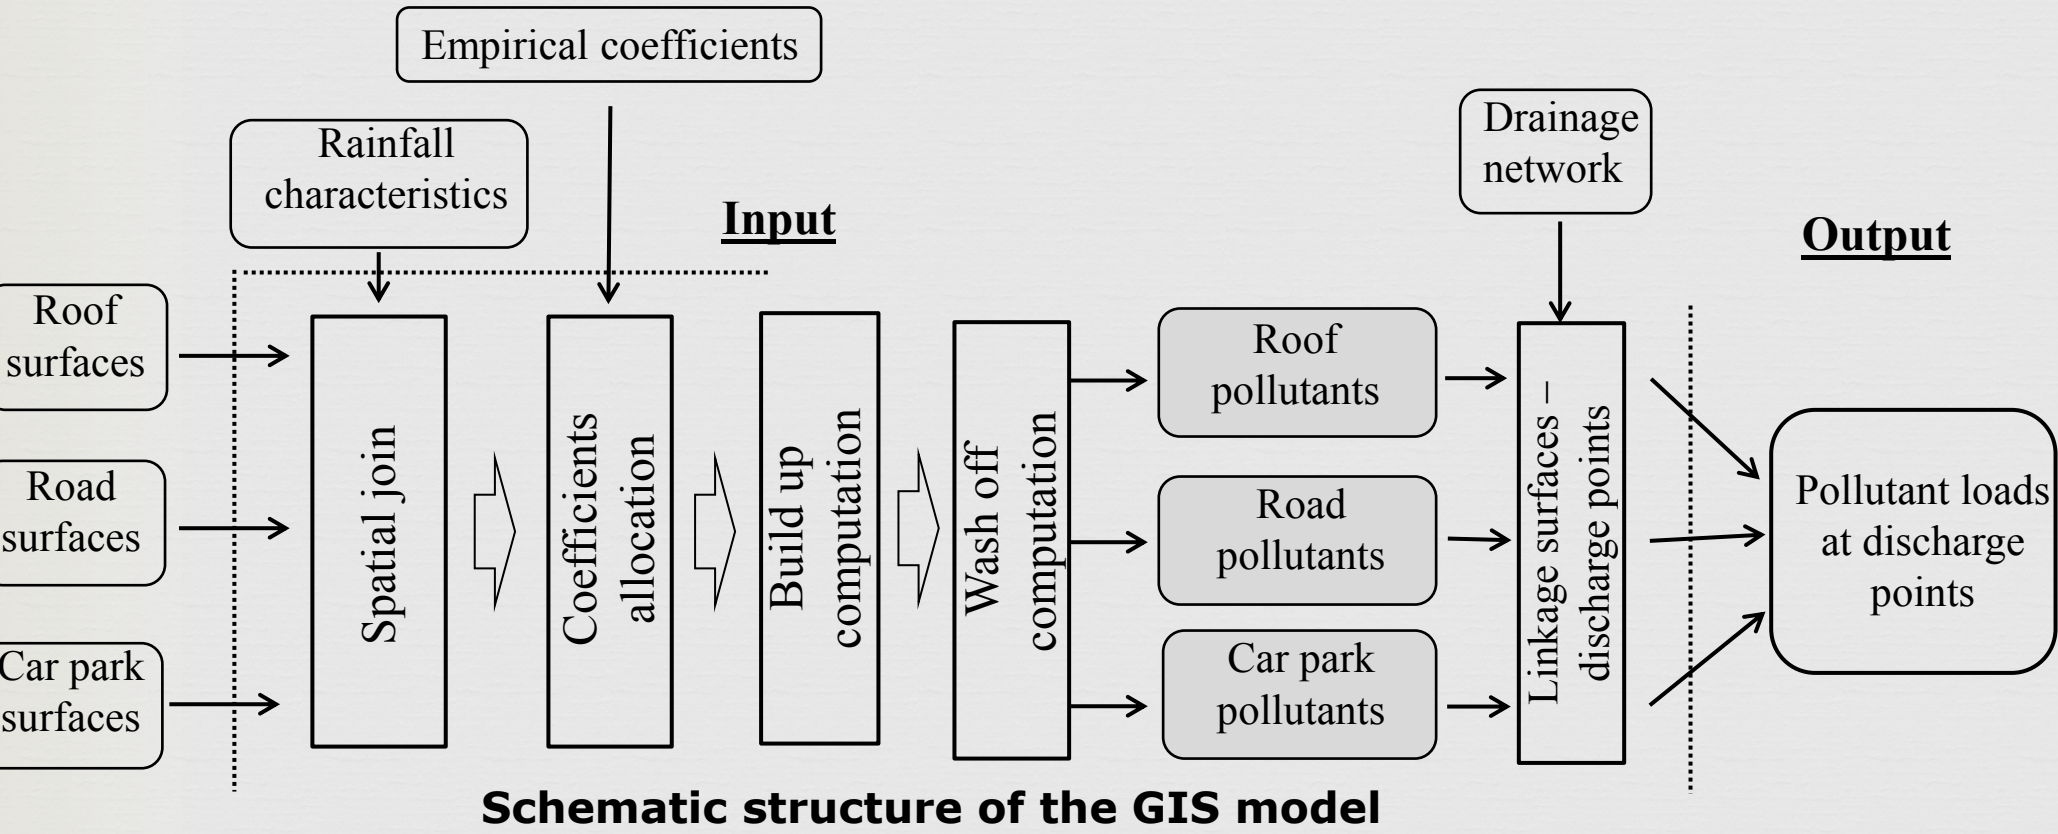 Empirical coefficients
Rainfall
characteristics
Input
Drainage
network
Output
Roof
surfaces
Road
surfaces
Car park
surfaces
Spatial join
Coefficients
allocation
Build up
computation
Wash off
computation
Roof
pollutants
Road
pollutants
Car park
pollutants
Linkage surfaces –
discharge points
Pollutant loads
at discharge
points
Schematic structure of the GIS model